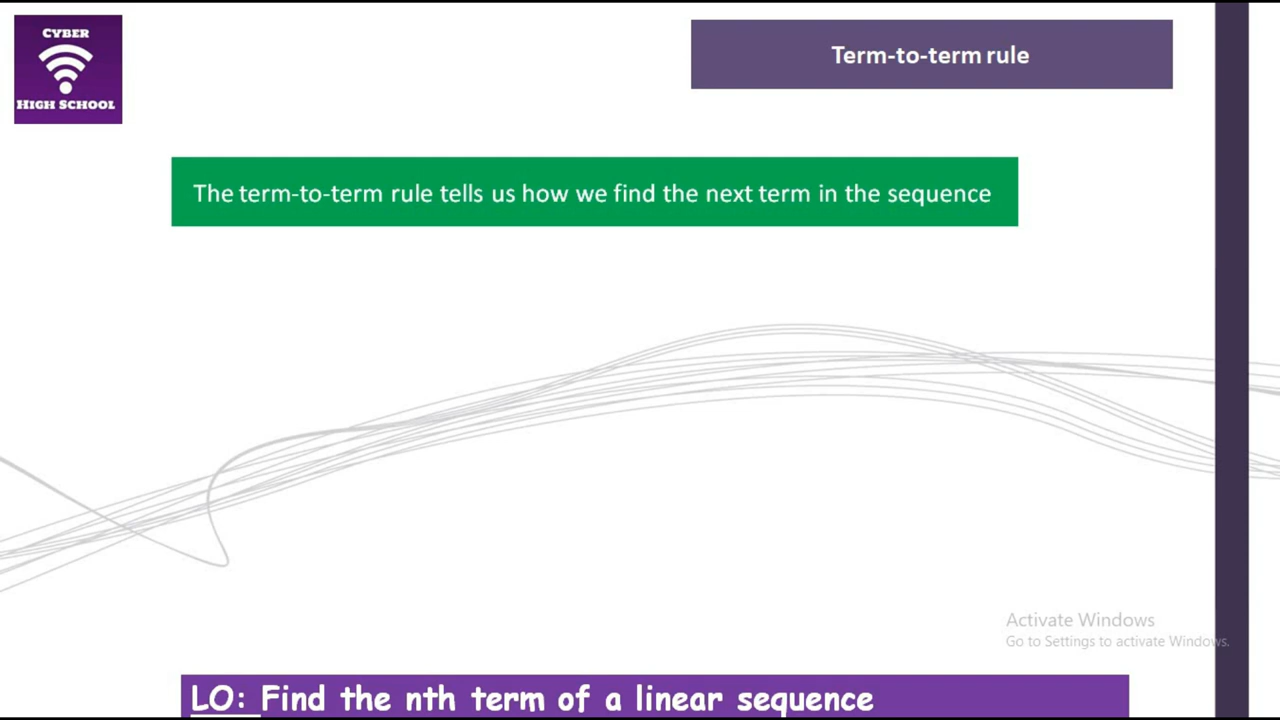 CYBER
HIGH SCHOOL
Term-to-term rule
The term-to-term rule tells us how we find the next term in the sequence
Activate Windows
Go to Settings to activate Windows.
LO: Find the nth term of a linear sequence